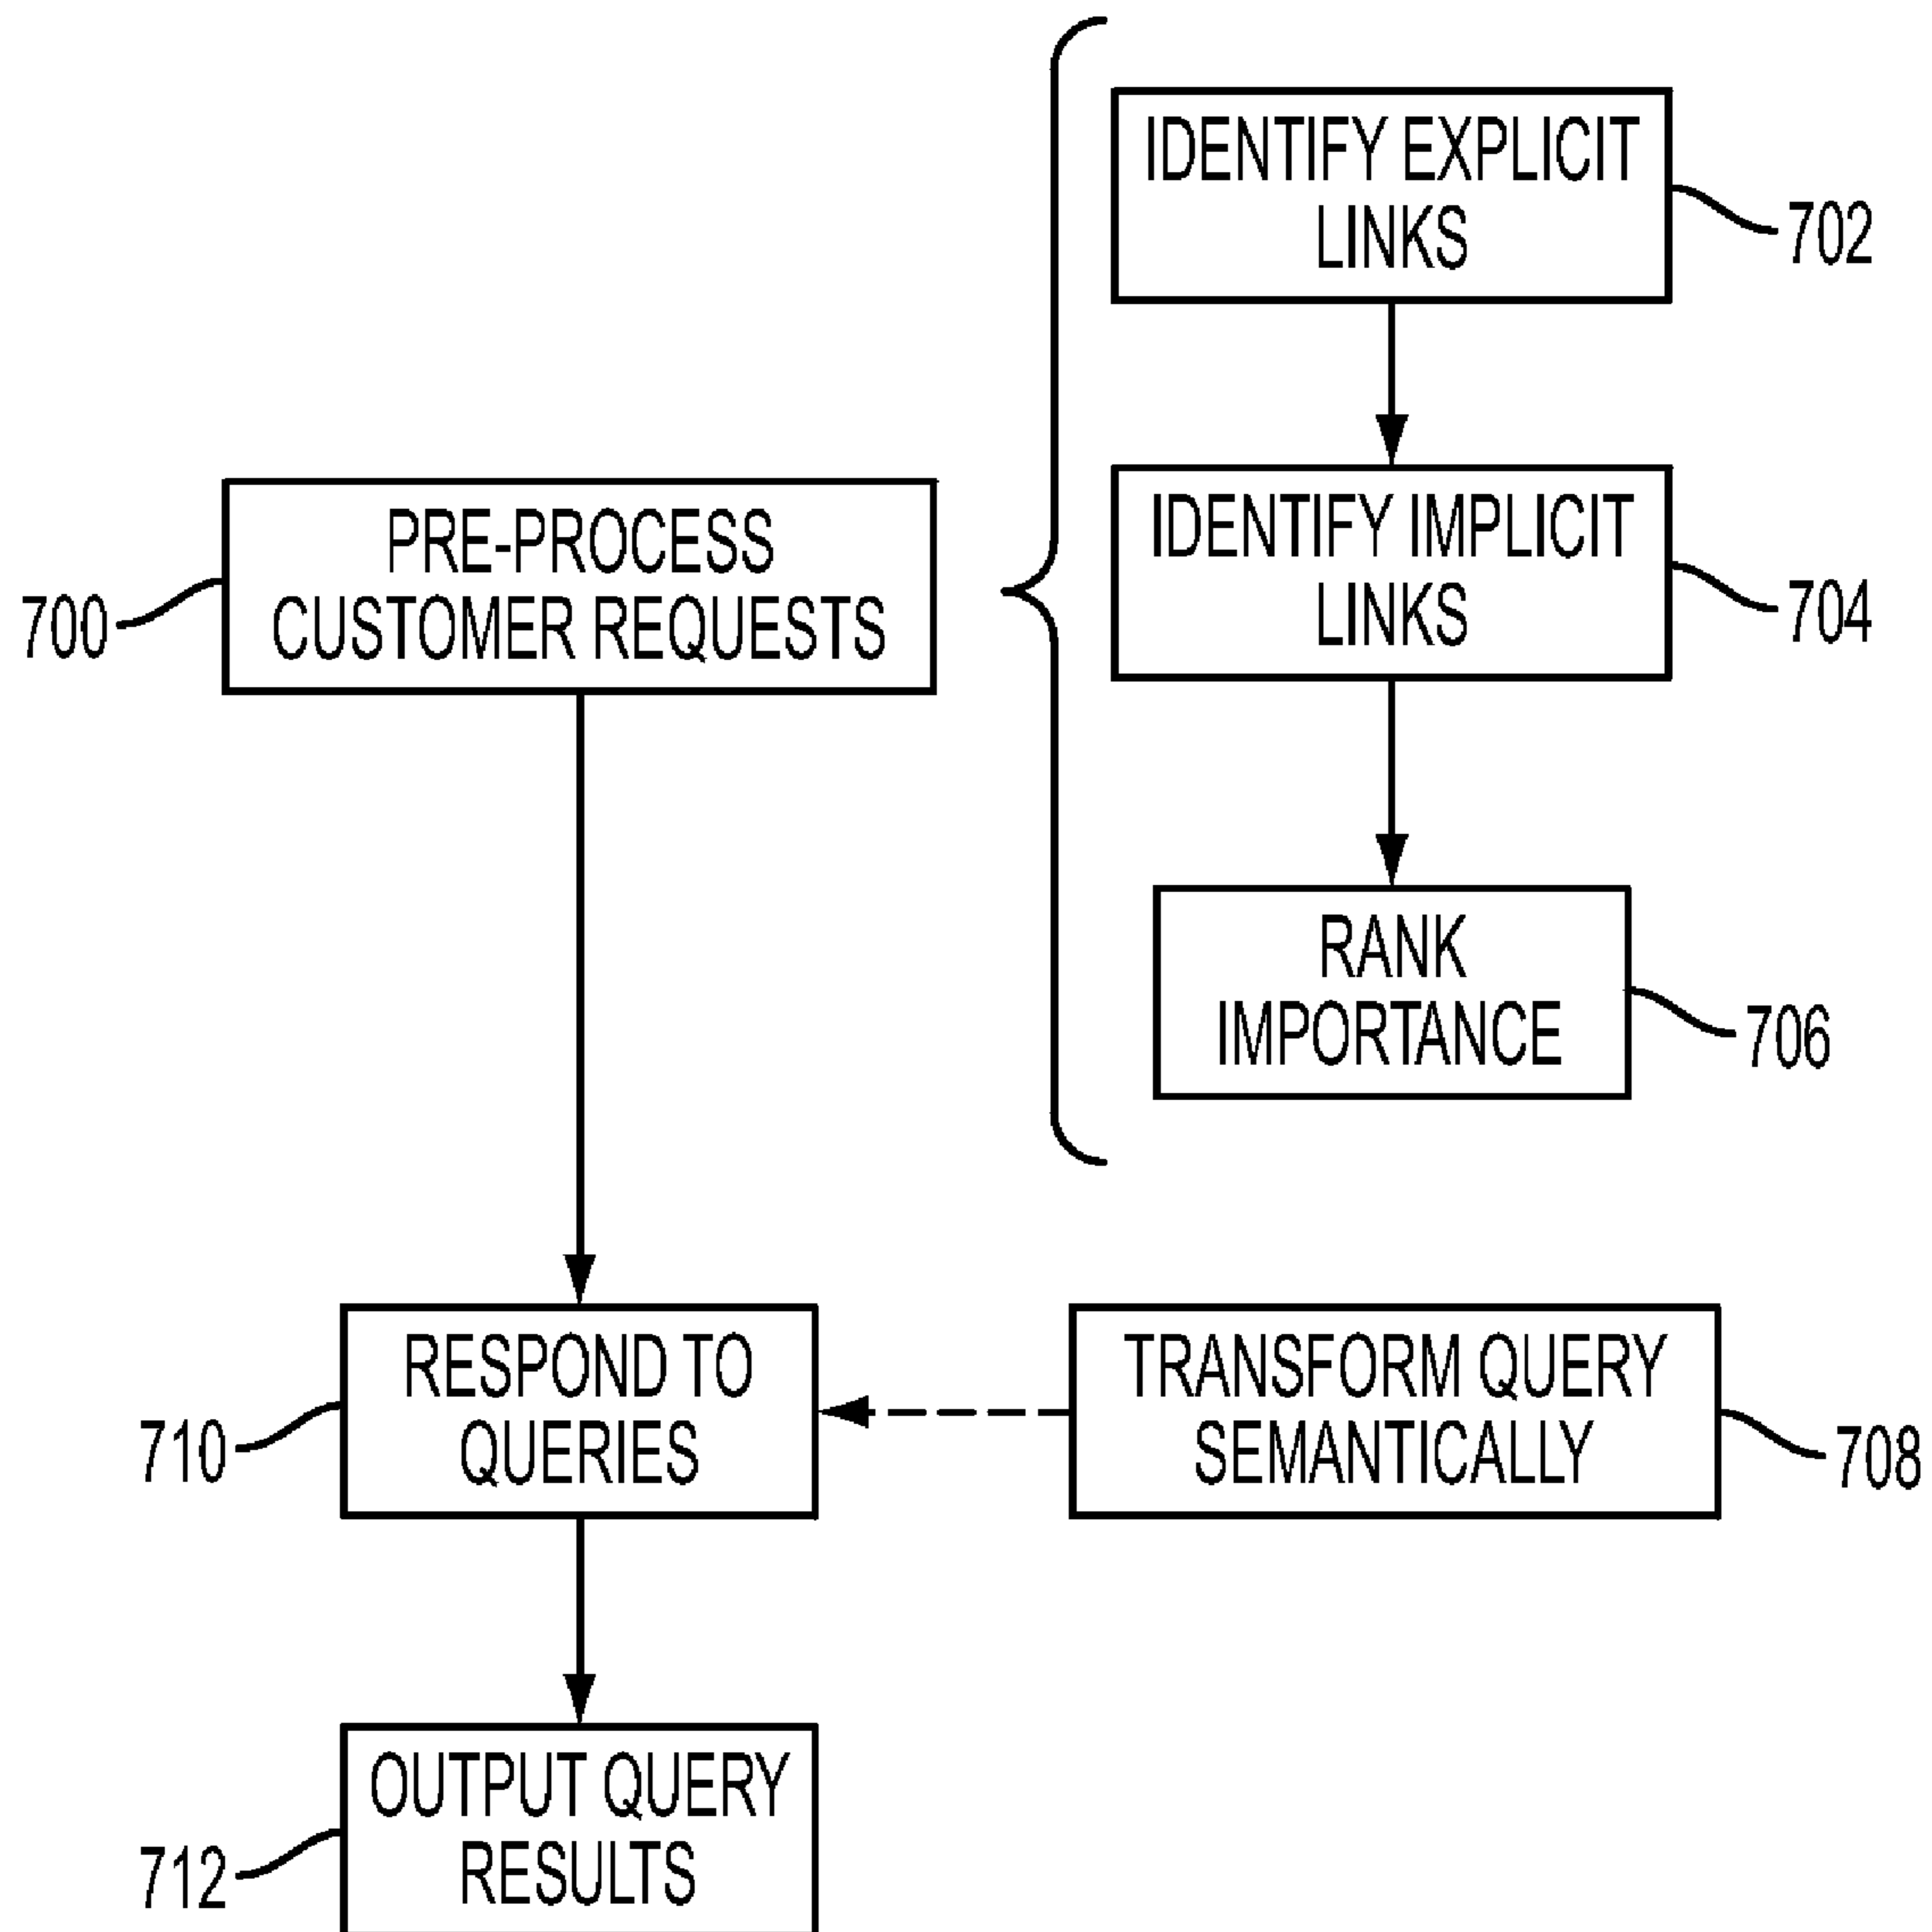 IDENTIFY EXPLICIT
LINKS
702
IDENTIFY IMPLICIT
LINKS
704
PRE-PROCESS
CUSTOMER REQUESTS
700
RANK
IMPORTANCE
706
RESPOND TO
QUERIES
710
TRANSFORM QUERY
SEMANTICALLY
708
OUTPUT QUERY
RESULTS
712